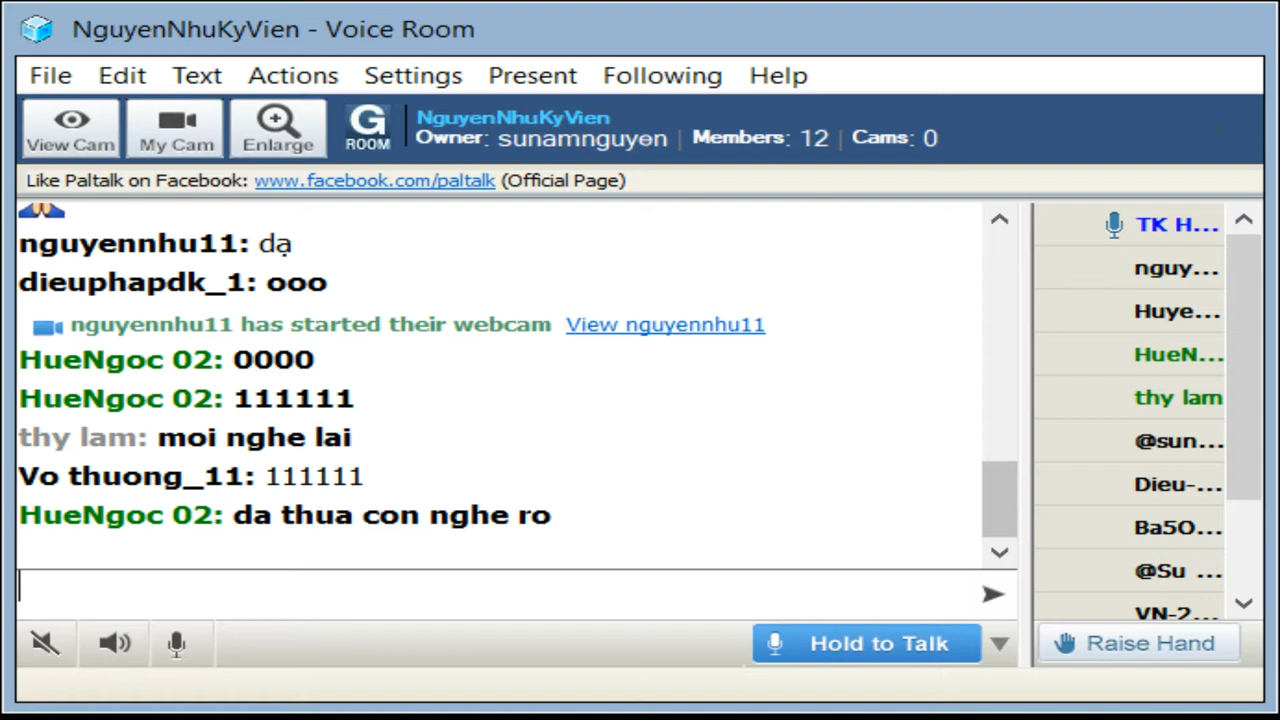 NguyenNhuKyVien - Voice Room
File Edit Text Actions Settings Present Following Help
View Cam My Cam Enlarge G ROOM
NguyenNhuKyVien
Owner: sunamnguyen | Members: 12 | Cams: 0
Like Paltalk on Facebook: www.facebook.com/paltalk (Official Page)
nguyennhu11: dạ
dieuphapdk_1: ooo
nguyennhu11 has started their webcam View nguyennhu11
HueNgoc 02: 0000
HueNgoc 02: 111111
thy lam: moi nghe lai
Vo thuong_11: 111111
HueNgoc 02: da thua con nghe ro
TK H...
nguy...
Huye...
HueN...
thy lam
@sun...
Dieu-...
Ba5O...
@Su ...
VN-2...
Hold to Talk
Raise Hand